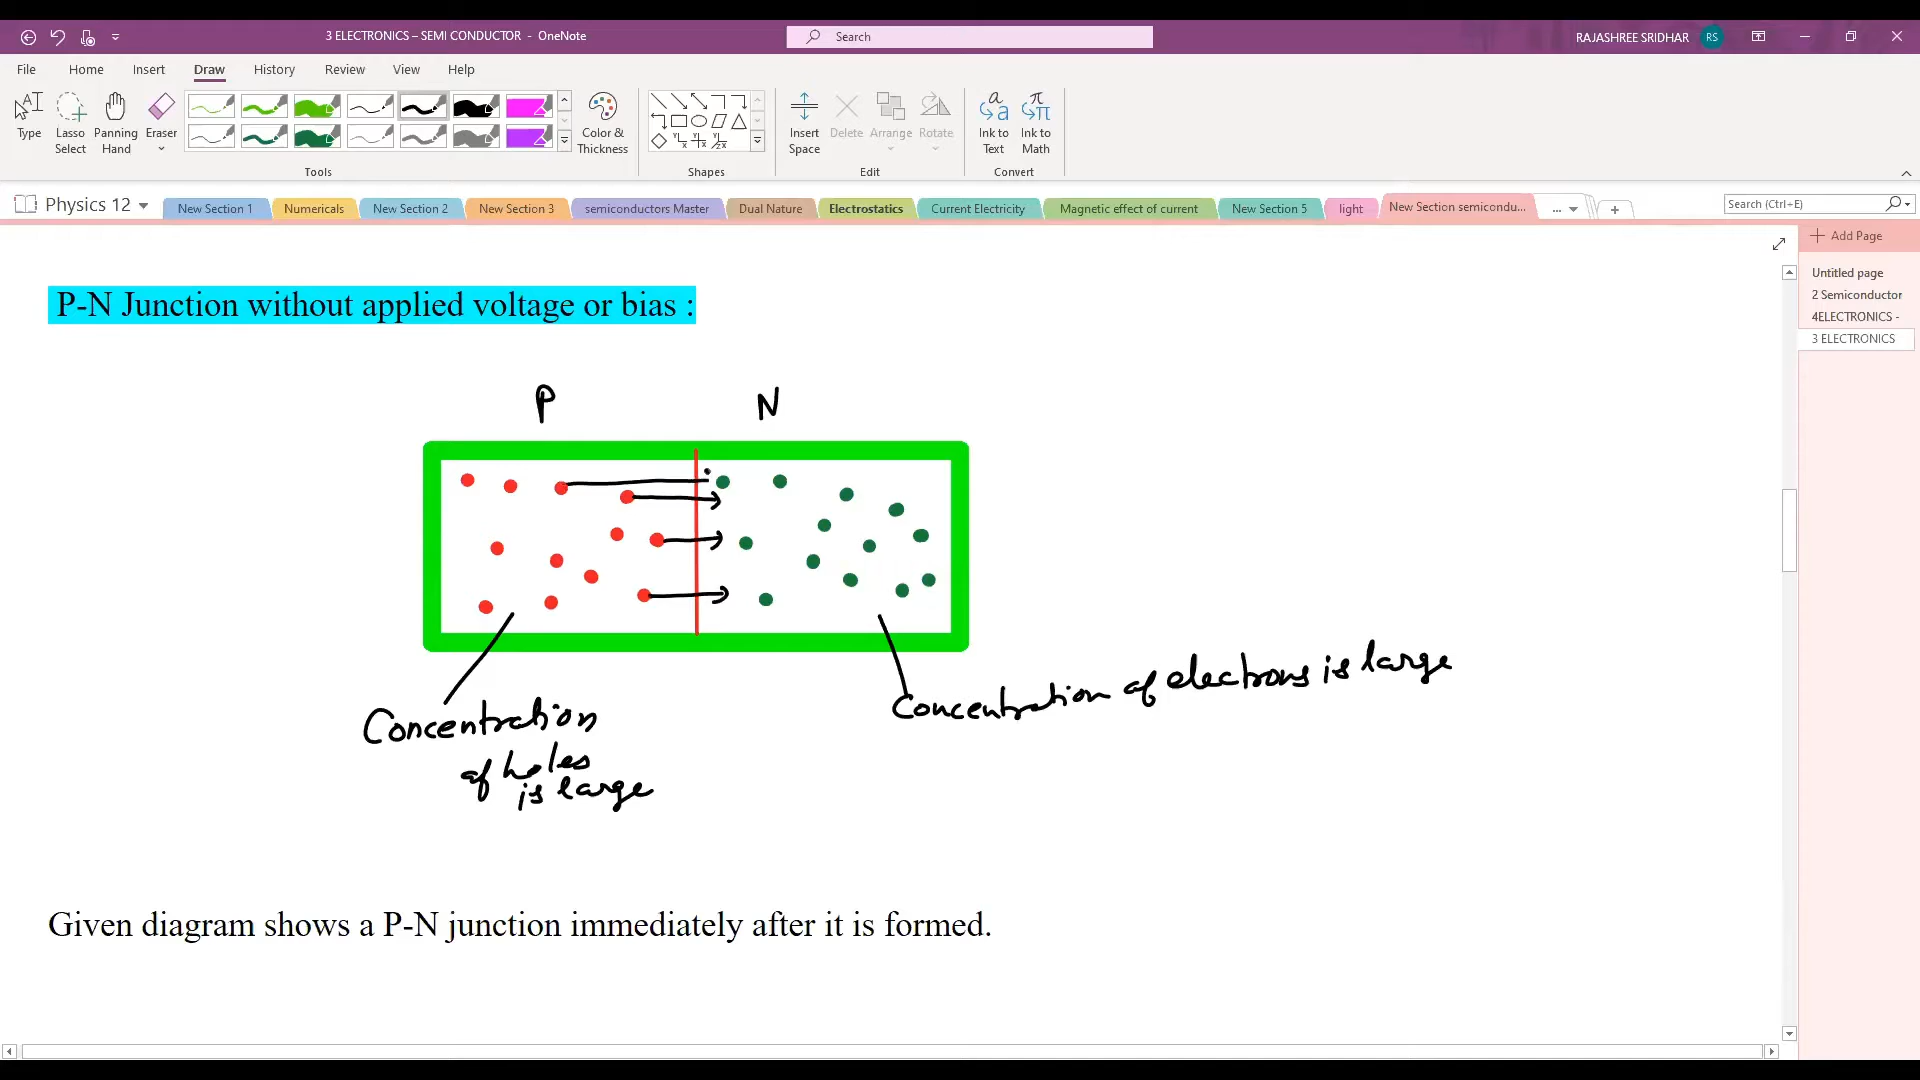 3 ELECTRONICS – SEMI CONDUCTOR - OneNote
Search
RAJASHREE SRIDHAR
RS
File
Home
Insert
Draw
History
Review
View
Help
Type
Lasso
Select
Panning
Hand
Eraser
Color &
Thickness
Insert
Space
Delete
Arrange
Rotate
Ink to
Text
Ink to
Math
Tools
Shapes
Edit
Convert
Physics 12
New Section 1
Numericals
New Section 2
New Section 3
semiconductors Master
Dual Nature
Electrostatics
Current Electricity
Magnetic effect of current
New Section 5
light
New Section semicondu...
...
Search (Ctrl+E)
Add Page
Untitled page
2 Semiconductor
4ELECTRONICS -
3 ELECTRONICS
P-N Junction without applied voltage or bias :
P
N
Concentration
of holes
is large
Concentration of electrons is large
Given diagram shows a P-N junction immediately after it is formed.